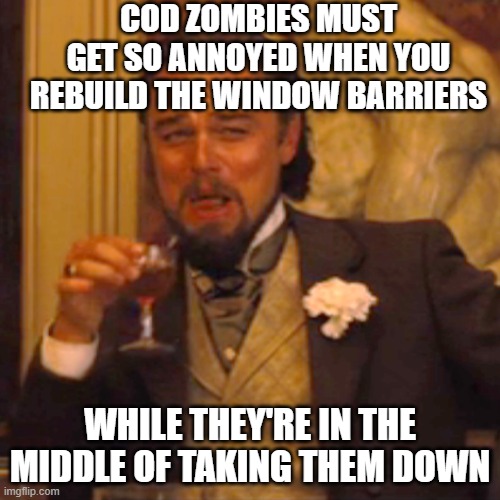 COD ZOMBIES MUST
GET SO ANNOYED WHEN YOU
REBUILD THE WINDOW BARRIERS
WHILE THEY'RE IN THE
MIDDLE OF TAKING THEM DOWN
imgflip.com